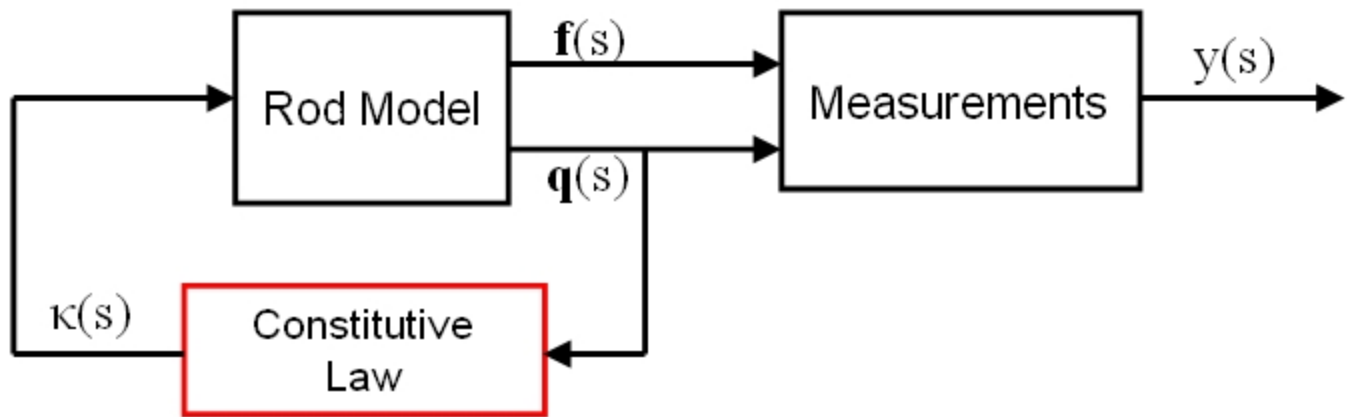 f(s)
y(s)
Rod Model
Measurements
q(s)
κ(s)
Constitutive
Law